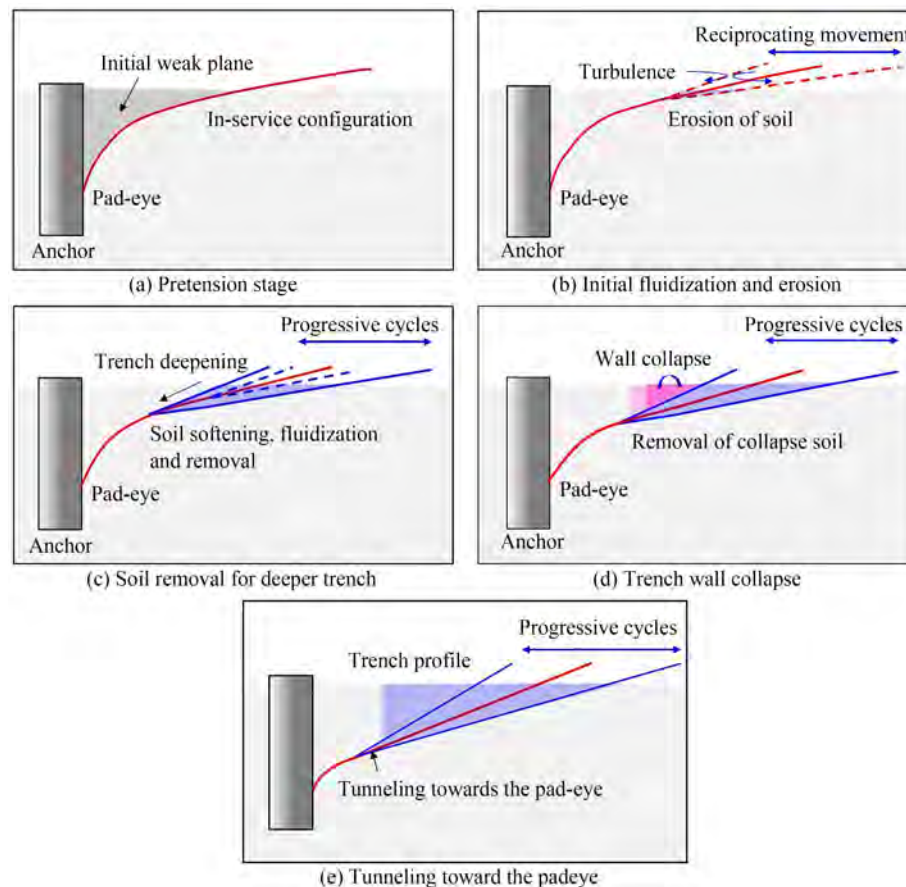 Initial weak plane
In-service configuration
Pad-eye
Anchor
(a) Pretension stage
Reciprocating movement
Turbulence
Erosion of soil
Pad-eye
Anchor
(b) Initial fluidization and erosion
Progressive cycles
Trench deepening
Soil softening, fluidization
and removal
Pad-eye
Anchor
(c) Soil removal for deeper trench
Progressive cycles
Wall collapse
Removal of collapse soil
Pad-eye
Anchor
(d) Trench wall collapse
Progressive cycles
Trench profile
Tunneling towards the pad-eye
(e) Tunneling toward the padeye